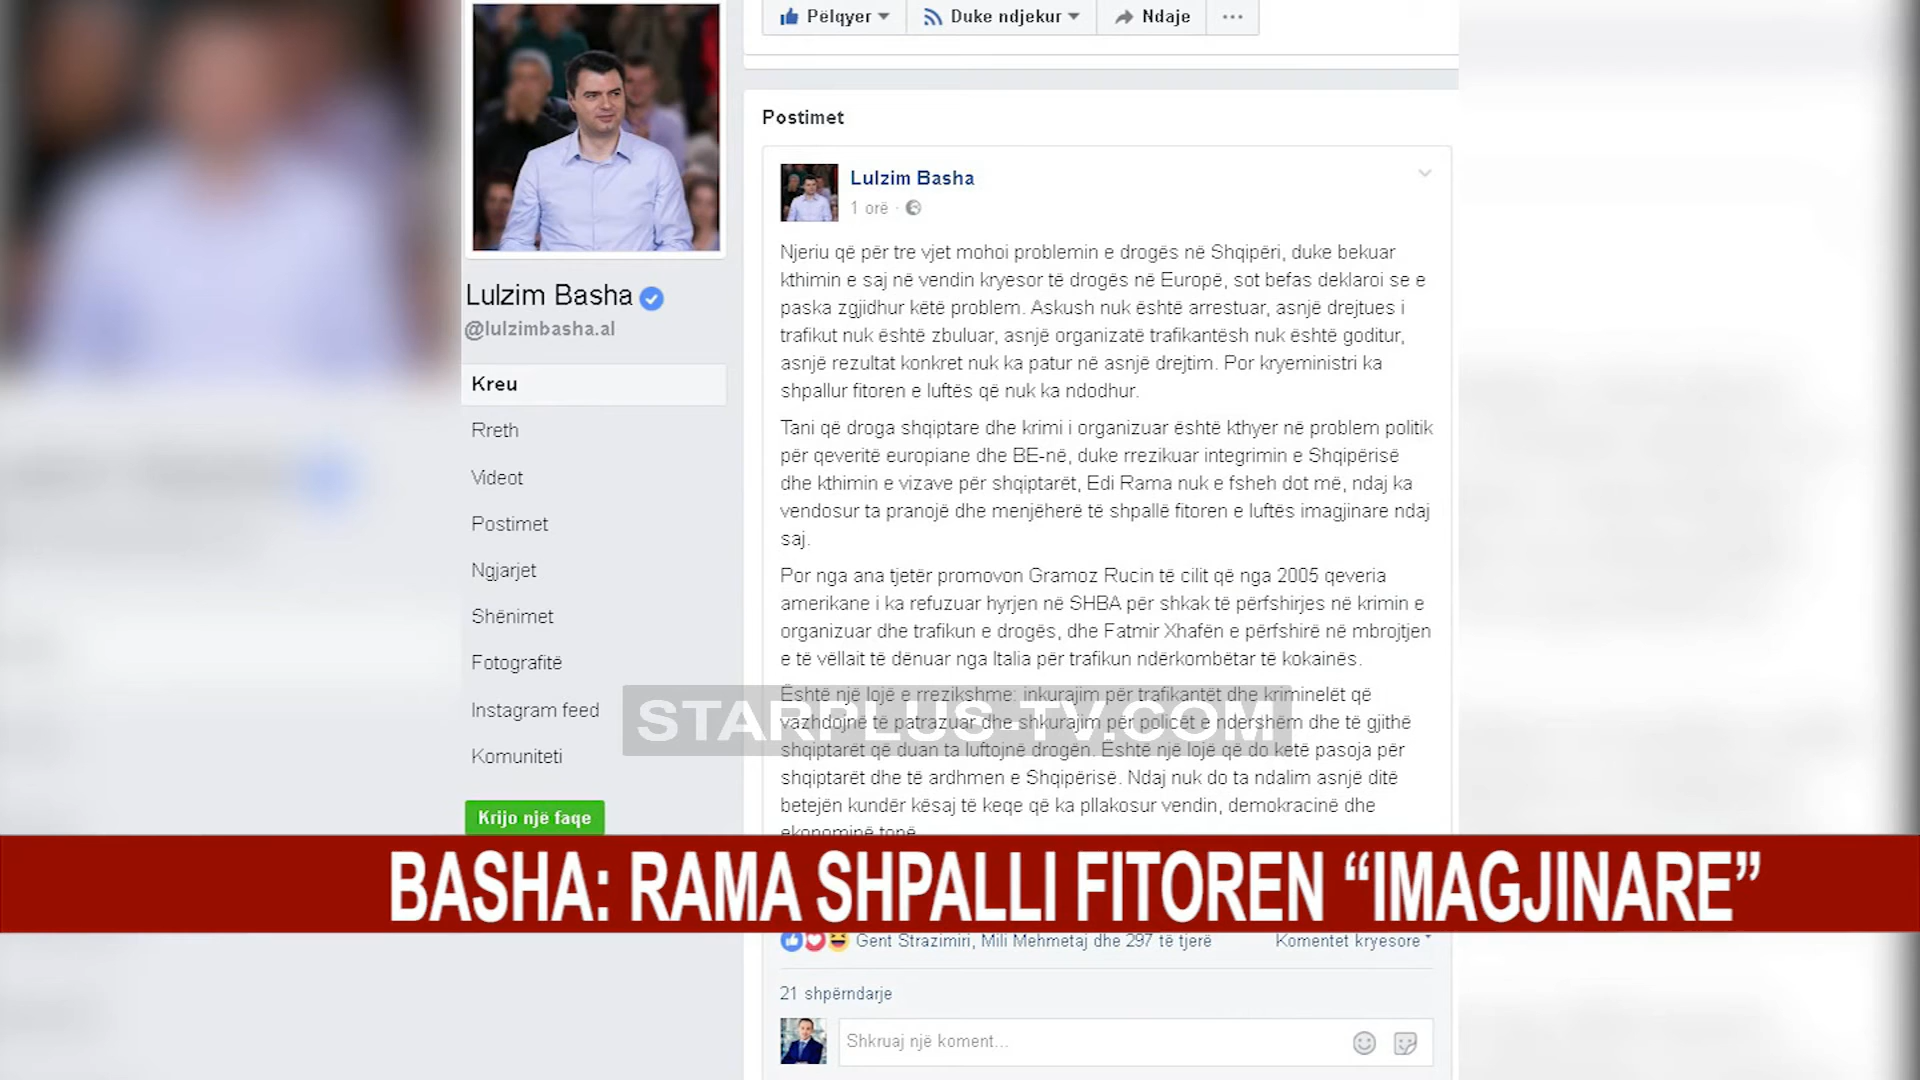 Pëlqyer
Duke ndjekur
Ndaje
Postimet
Lulzim Basha
1 orë ·
Njeriu që për tre vjet mohoi problemin e drogës në Shqipëri, duke bekuar
kthimin e saj në vendin kryesor të drogës në Europë, sot befas deklaroi se e
paska zgjidhur këtë problem. Askush nuk është arrestuar, asnjë drejtues i
trafikut nuk është zbuluar, asnjë organizatë trafikantësh nuk është goditur,
asnjë rezultat konkret nuk ka patur në asnjë drejtim. Por kryeministri ka
shpallur fitoren e luftës që nuk ka ndodhur.
Tani që droga shqiptare dhe krimi i organizuar është kthyer në problem politik
për qeveritë europiane dhe BE-në, duke rrezikuar integrimin e Shqipërisë
dhe kthimin e vizave për shqiptarët, Edi Rama nuk e fsheh dot më, ndaj ka
vendosur ta pranojë dhe menjëherë të shpallë fitoren e luftës imagjinare ndaj
saj.
Por nga ana tjetër promovon Gramoz Rucin të cilit që nga 2005 qeveria
amerikane i ka refuzuar hyrjen në SHBA për shkak të përfshirjes në krimin e
organizuar dhe trafikun e drogës, dhe Fatmir Xhafën e përfshirë në mbrojtjen
e të vëllait të dënuar nga Italia për trafikun ndërkombëtar të kokainës.
Është një lojë e rrezikshme: inkurajim për trafikantët dhe kriminelët që
vazhdojnë të patrazuar dhe shkurajim për policët e ndershëm dhe të gjithë
shqiptarët që duan ta luftojnë drogën. Është një lojë që do ketë pasoja për
shqiptarët dhe të ardhmen e Shqipërisë. Ndaj nuk do ta ndalim asnjë ditë
betejën kundër kësaj të keqe që ka pllakosur vendin, demokracinë dhe
ekonominë tonë.
Lulzim Basha
@lulzimbasha.al
Kreu
Rreth
Videot
Postimet
Ngjarjet
Shënimet
Fotografitë
Instagram feed
Komuniteti
Krijo një faqe
STARPLUS-TV.COM
BASHA: RAMA SHPALLI FITOREN “IMAGJINARE”
Gent Strazimiri, Mili Mehmetaj dhe 297 të tjerë
Komentet kryesore
21 shpërndarje
Shkruaj një koment...